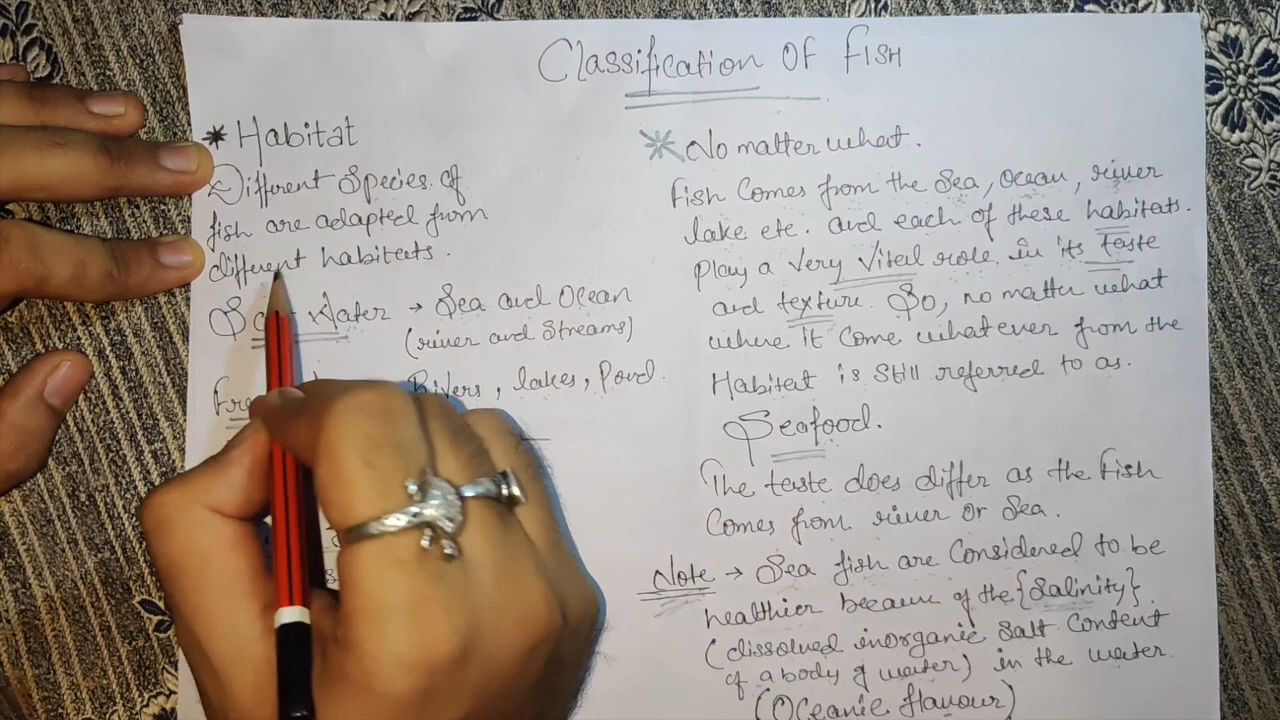 Classification Of Fish
* Habitat
Different Species of
fish are adapted from
different habitats.
Water → Sea and Ocean
(river and Streams)
Rivers, lakes, Pond.
* No matter what.
Fish Comes from the Sea, Ocean, river
lake etc. and each of these habitats.
play a very vital role in its taste
and texture. So, no matter what
where It come whatever from the
Habitat is still referred to as.
Seafood.
The taste does differ as the Fish
Comes from river or Sea.
Note → Sea fish are Considered to be
healthier because of the {Salinity}.
(dissolved inorganic Salt Content
of a body of water) in the water.
(Oceanic flavour)